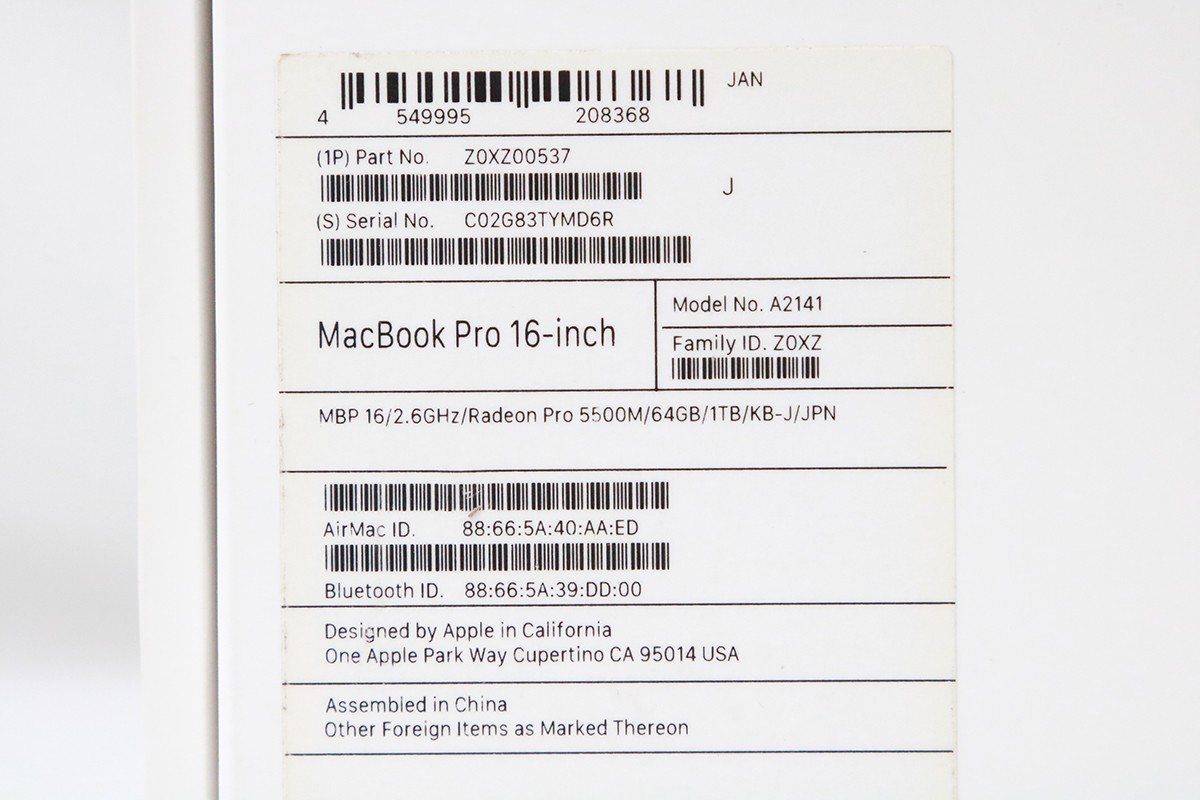 JAN
4 549995 208368
(1P) Part No. Z0XZ00537
J
(S) Serial No. C02G83TYMD6R
MacBook Pro 16-inch
Model No. A2141
Family ID. Z0XZ
MBP 16/2.6GHz/Radeon Pro 5500M/64GB/1TB/KB-J/JPN
AirMac ID. 88:66:5A:40:AA:ED
Bluetooth ID. 88:66:5A:39:DD:00
Designed by Apple in California
One Apple Park Way Cupertino CA 95014 USA
Assembled in China
Other Foreign Items as Marked Thereon